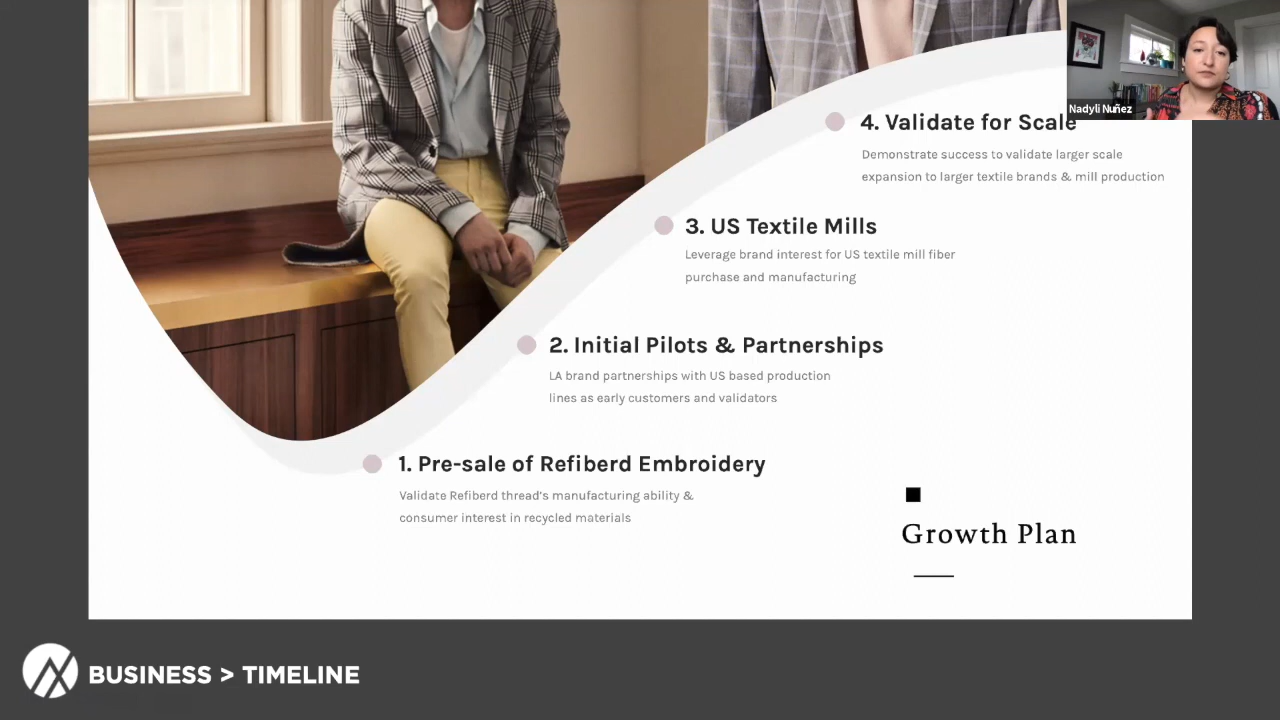 Nadyli Nuñez
4. Validate for Scale
Demonstrate success to validate larger scale
expansion to larger textile brands & mill production
3. US Textile Mills
Leverage brand interest for US textile mill fiber
purchase and manufacturing
2. Initial Pilots & Partnerships
LA brand partnerships with US based production
lines as early customers and validators
1. Pre-sale of Refiberd Embroidery
Validate Refiberd thread's manufacturing ability &
consumer interest in recycled materials
Growth Plan
BUSINESS > TIMELINE